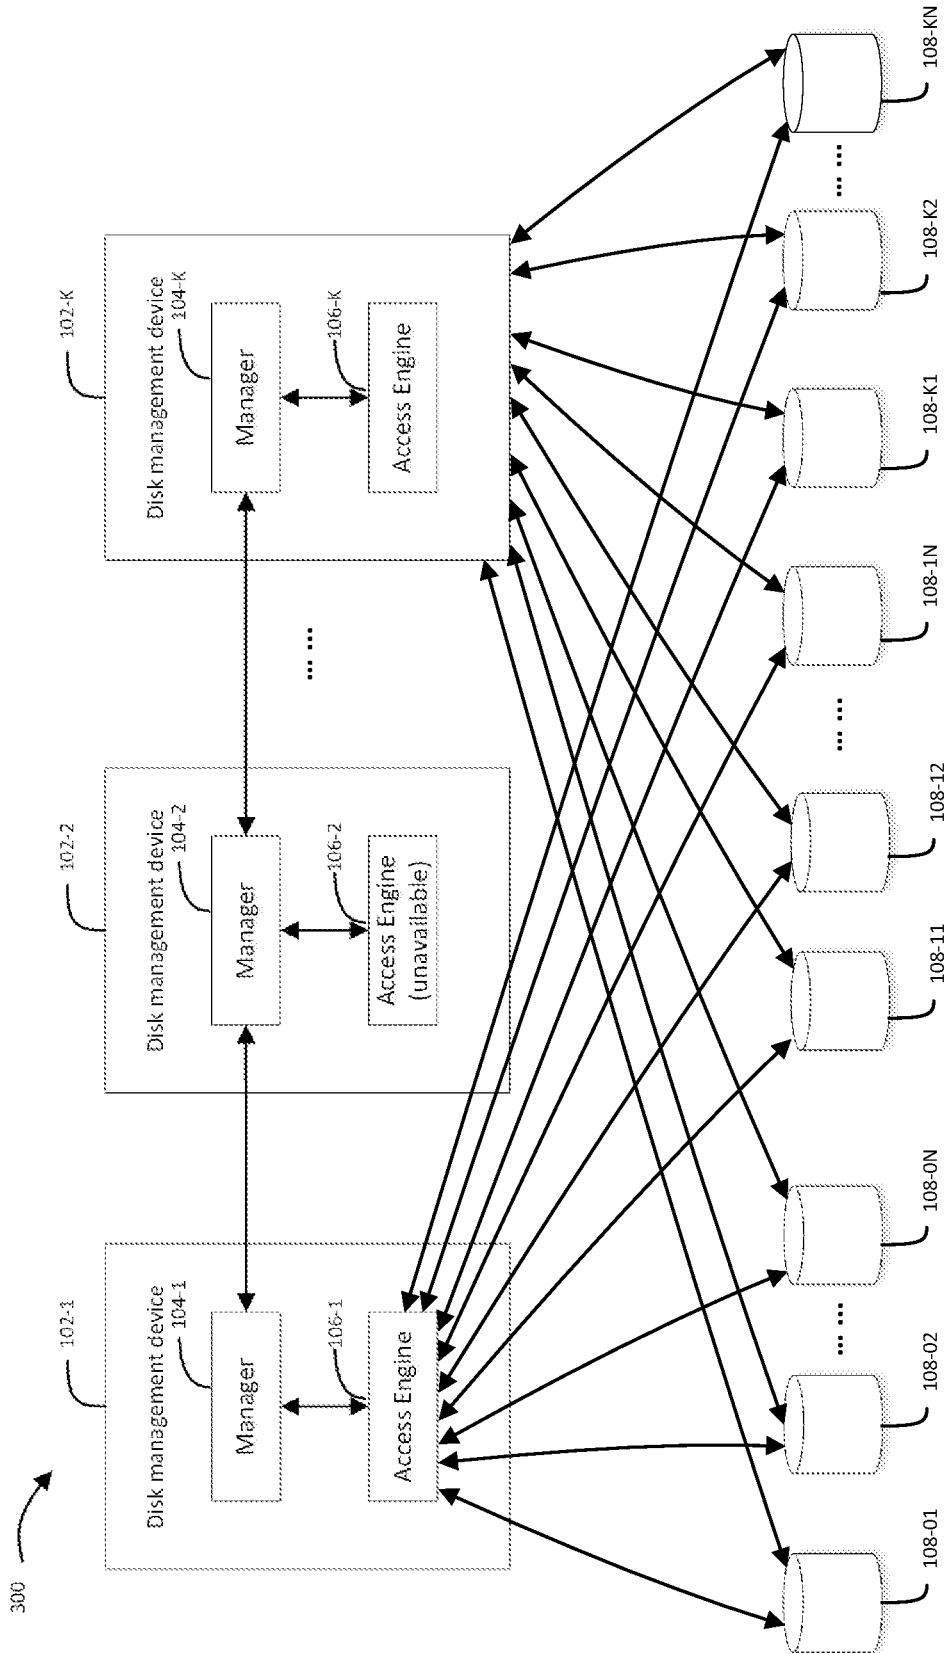 300
102-1
Disk management device
104-1
Manager
106-1
Access Engine
102-2
Disk management device
104-2
Manager
106-2
Access Engine
(unavailable)
... ...
102-K
Disk management device
104-K
Manager
106-K
Access Engine
108-01
108-02
... ...
108-0N
108-11
108-12
... ...
108-1N
108-K1
108-K2
... ...
108-KN